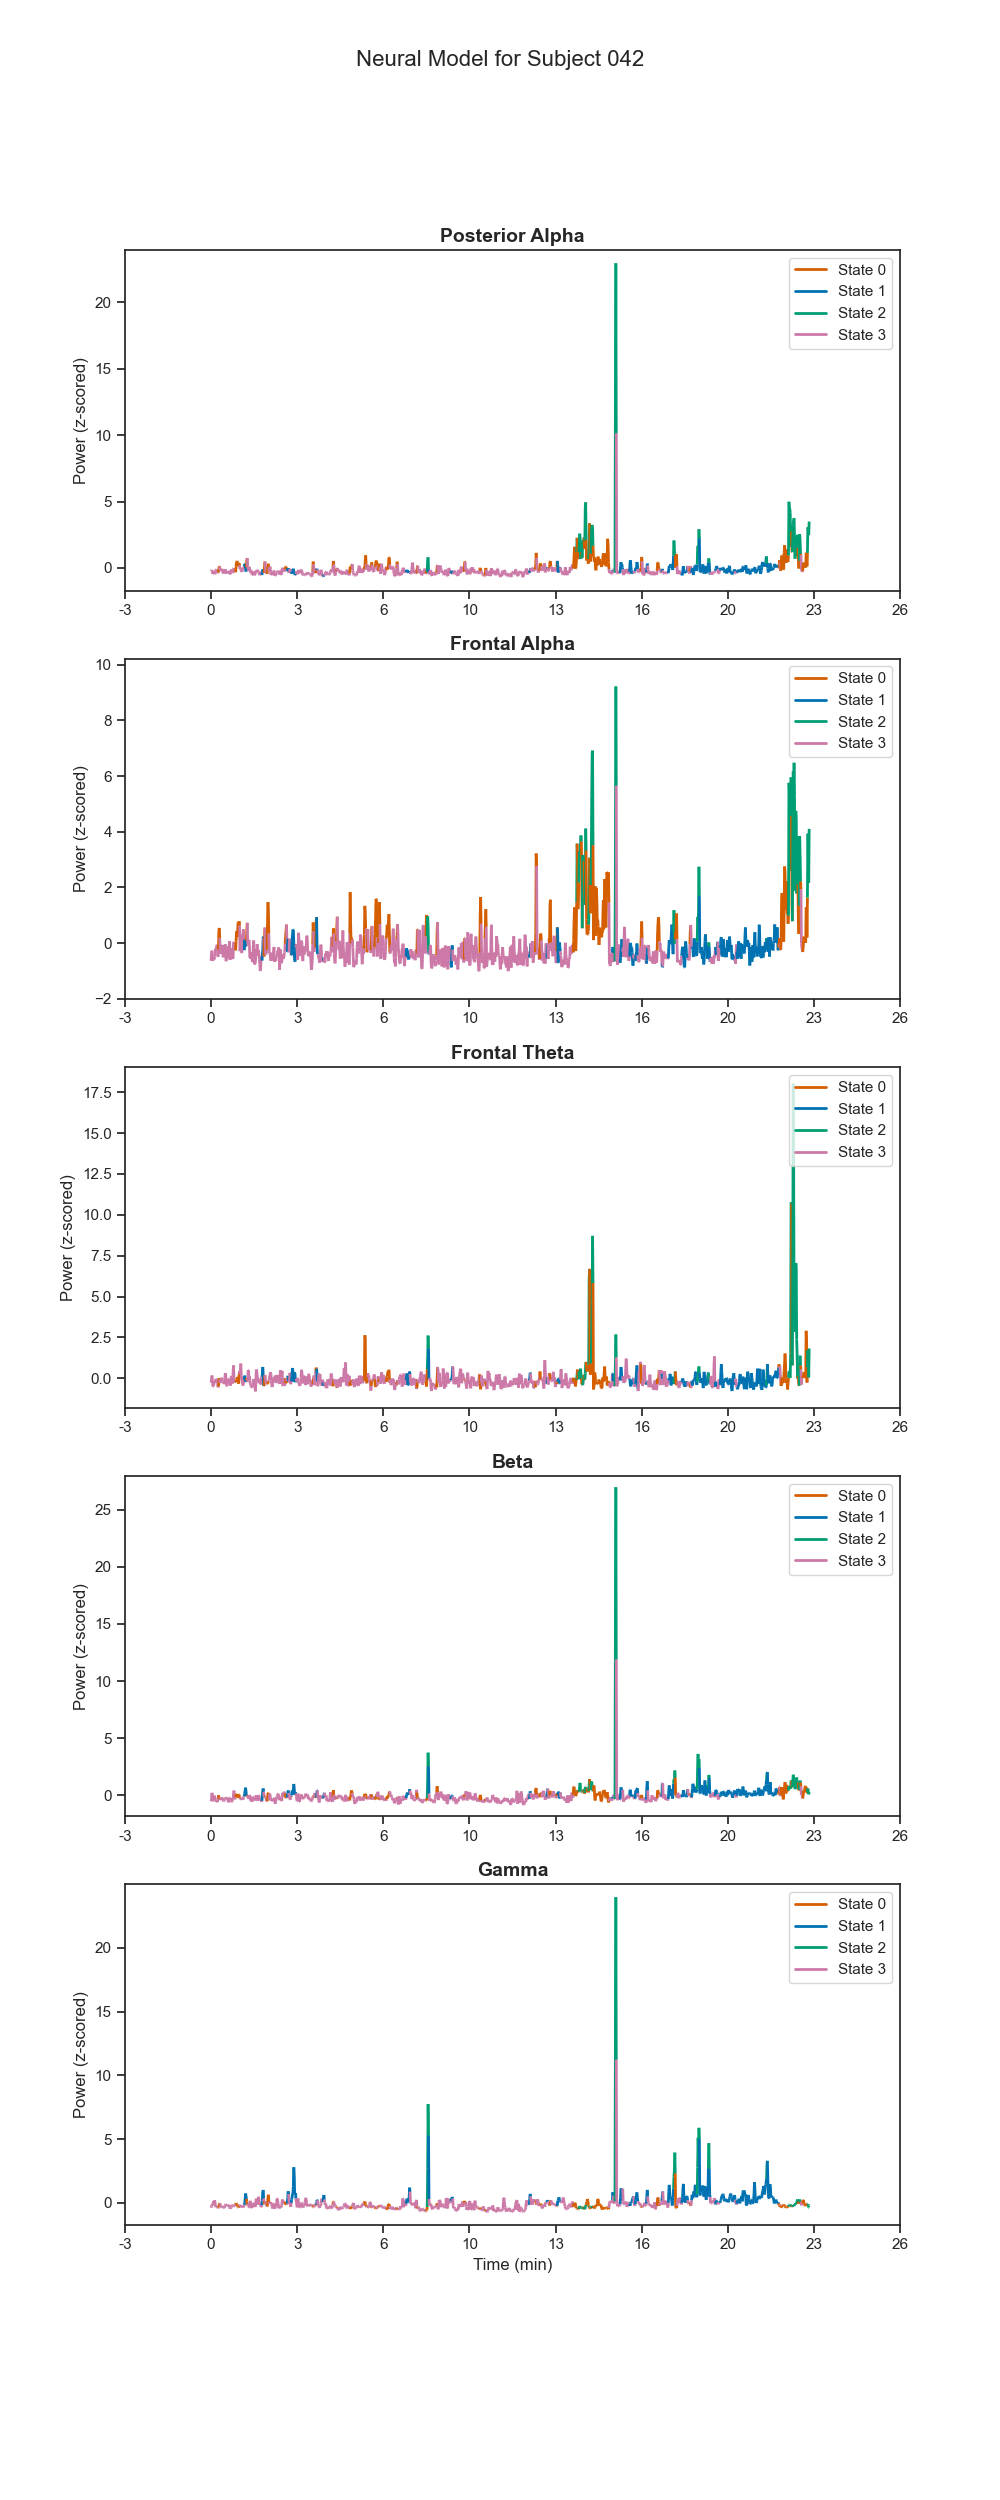 Neural Model for Subject 042
Posterior Alpha
Power (z-scored)
20
15
10
5
0
State 0
State 1
State 2
State 3
-3 0 3 6 10 13 16 20 23 26
Frontal Alpha
Power (z-scored)
10
8
6
4
2
0
−2
State 0
State 1
State 2
State 3
-3 0 3 6 10 13 16 20 23 26
Frontal Theta
Power (z-scored)
17.5
15.0
12.5
10.0
7.5
5.0
2.5
0.0
State 0
State 1
State 2
State 3
-3 0 3 6 10 13 16 20 23 26
Beta
Power (z-scored)
25
20
15
10
5
0
State 0
State 1
State 2
State 3
-3 0 3 6 10 13 16 20 23 26
Gamma
Power (z-scored)
20
15
10
5
0
State 0
State 1
State 2
State 3
-3 0 3 6 10 13 16 20 23 26
Time (min)